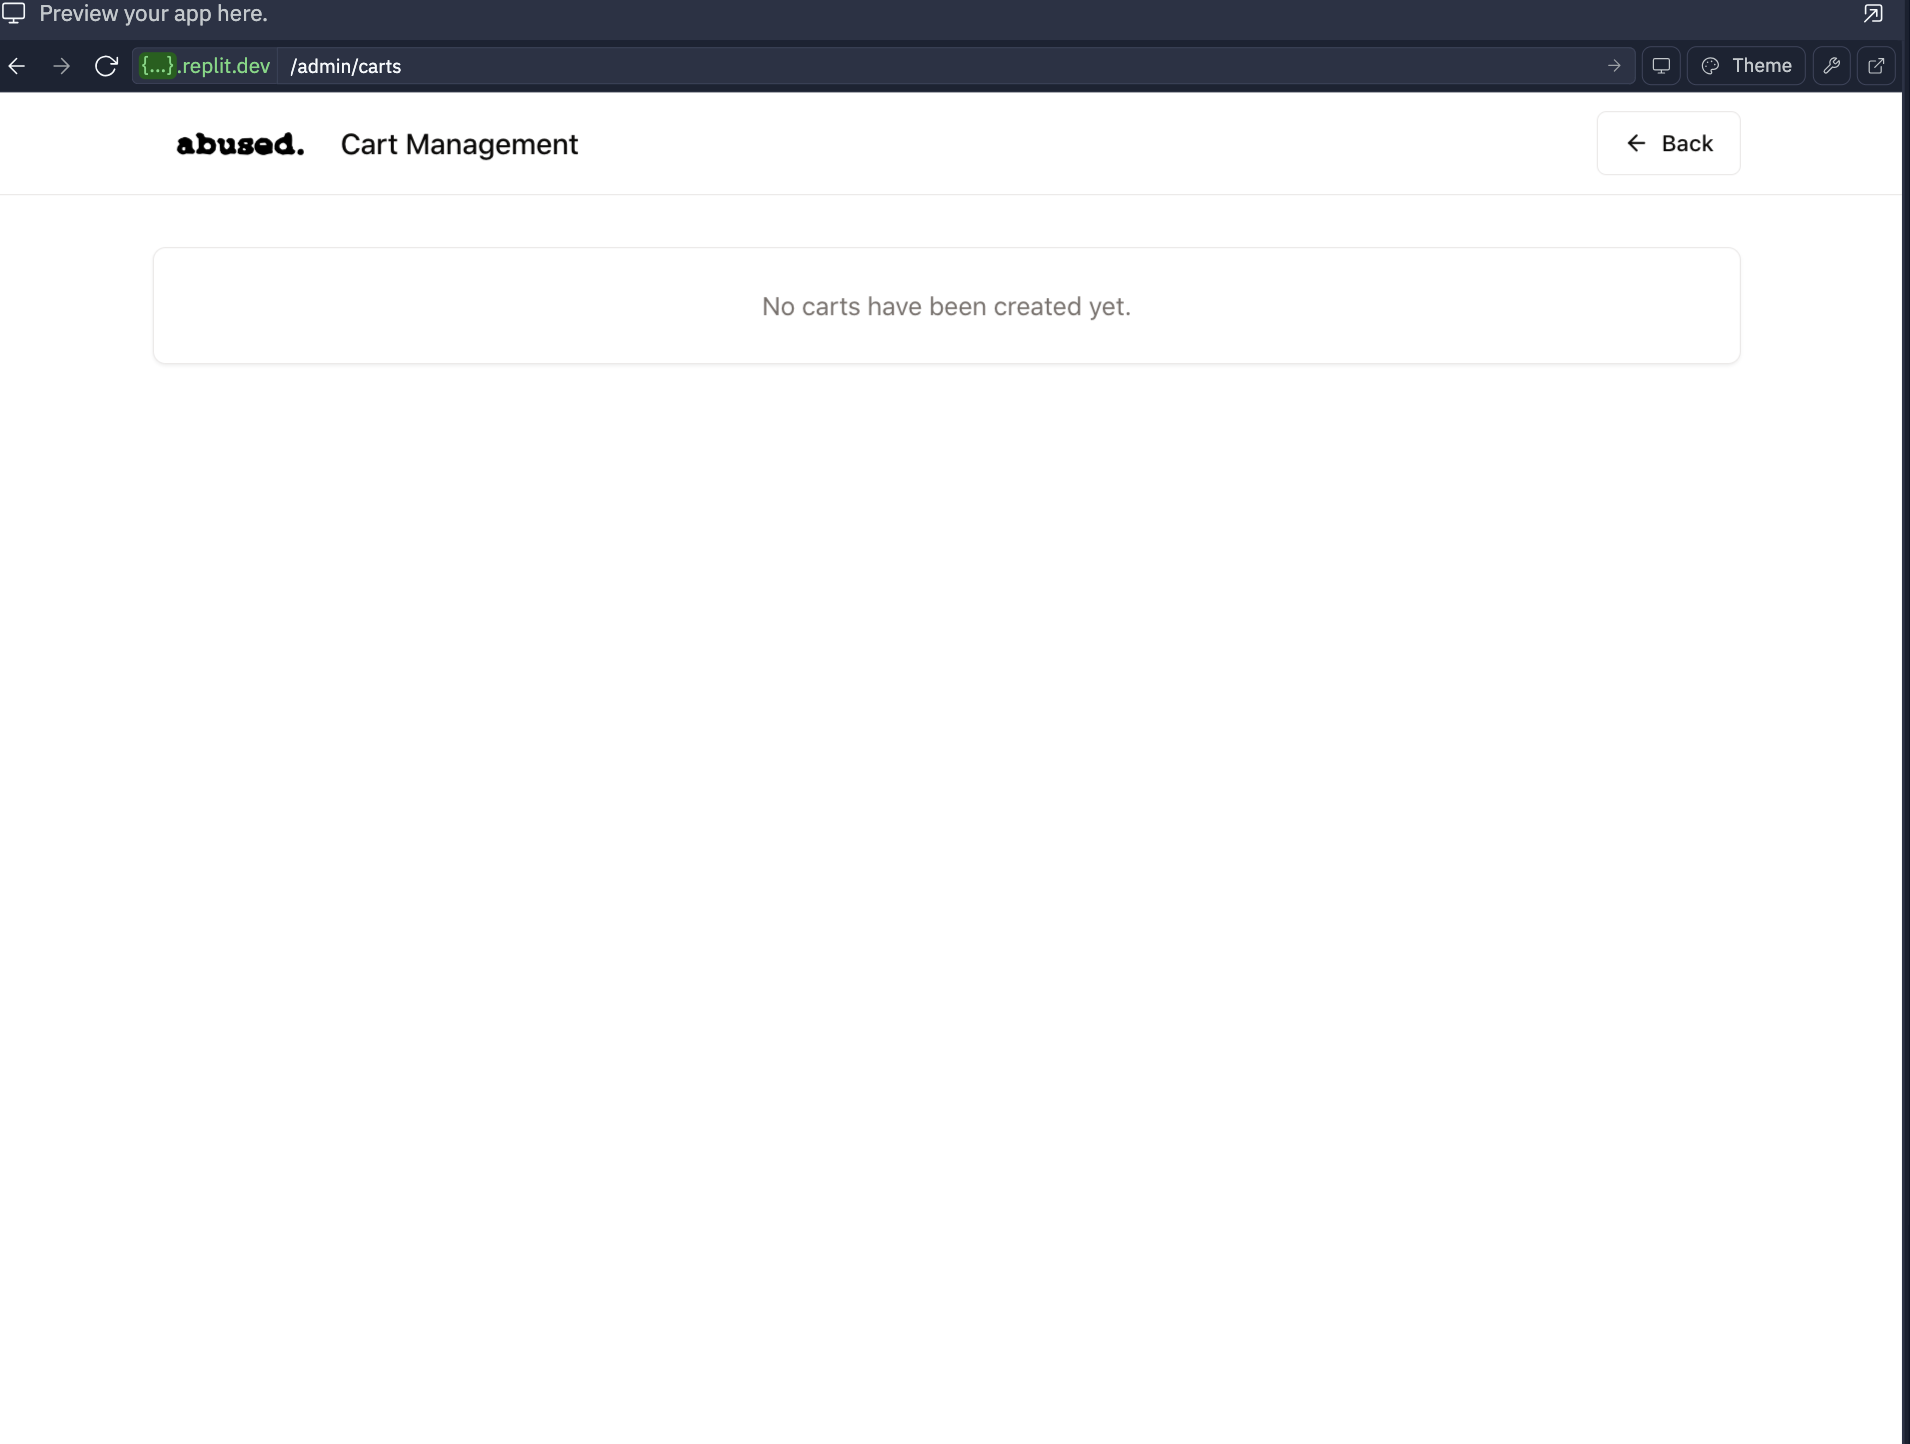 Preview your app here.
{...}.replit.dev /admin/carts
Theme
abused. Cart Management
Back
No carts have been created yet.